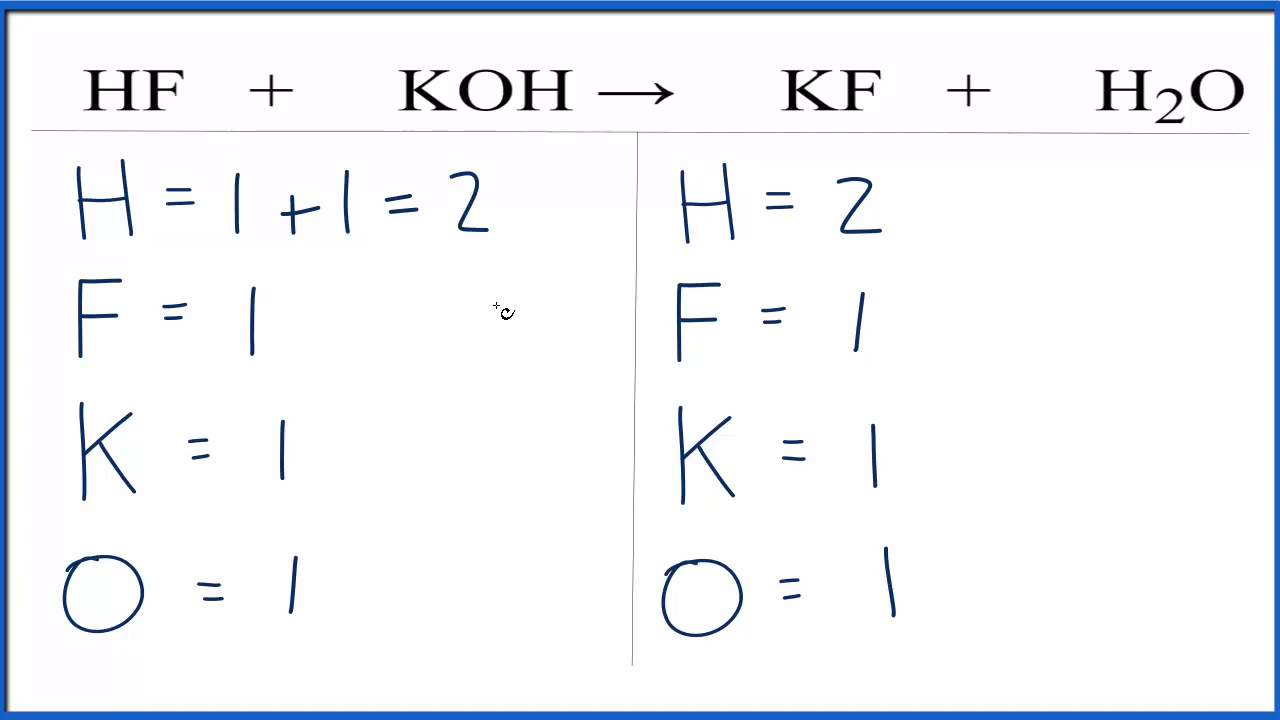 HF + KOH → KF + H₂O
H = 1 + 1 = 2 H = 2
F = 1 F = 1
K = 1 K = 1
O = 1 O = 1